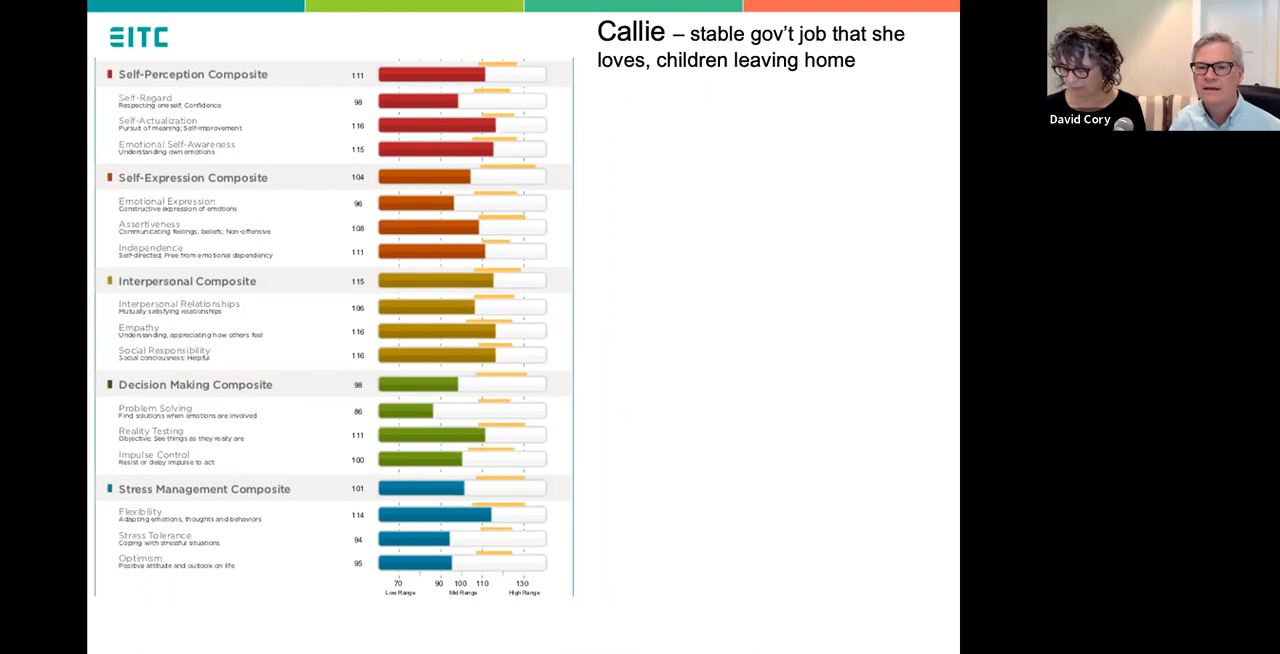 EITC
Callie – stable gov't job that she
loves, children leaving home
David Cory
Self-Perception Composite 111
Self-Regard 98
Respecting oneself; Confidence
Self-Actualization 116
Pursuit of meaning; Self-improvement
Emotional Self-Awareness 115
Understanding own emotions
Self-Expression Composite 104
Emotional Expression 96
Constructive expression of emotions
Assertiveness 108
Communicating feelings, beliefs; Non-offensive
Independence 111
Self-directed; Free from emotional dependency
Interpersonal Composite 115
Interpersonal Relationships 106
Mutually satisfying relationships
Empathy 116
Understanding, appreciating how others feel
Social Responsibility 116
Social conciousness; Helpful
Decision Making Composite 98
Problem Solving 86
Find solutions when emotions are involved
Reality Testing 111
Objective; See things as they really are
Impulse Control 100
Resist or delay impulse to act
Stress Management Composite 101
Flexibility 114
Adapting emotions, thoughts and behaviors
Stress Tolerance 94
Coping with stressful situations
Optimism 95
Positive attitude and outlook on life
70 90 100 110 130
Low Range Mid Range High Range